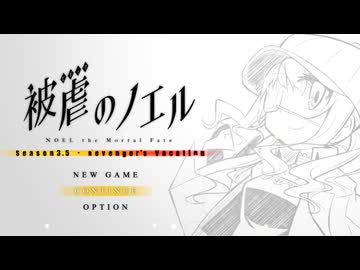 被虐のノエル
NOEL the Mortal Fate
Season3.5 - Revenger's Vacation
NEW GAME
CONTINUE
OPTION